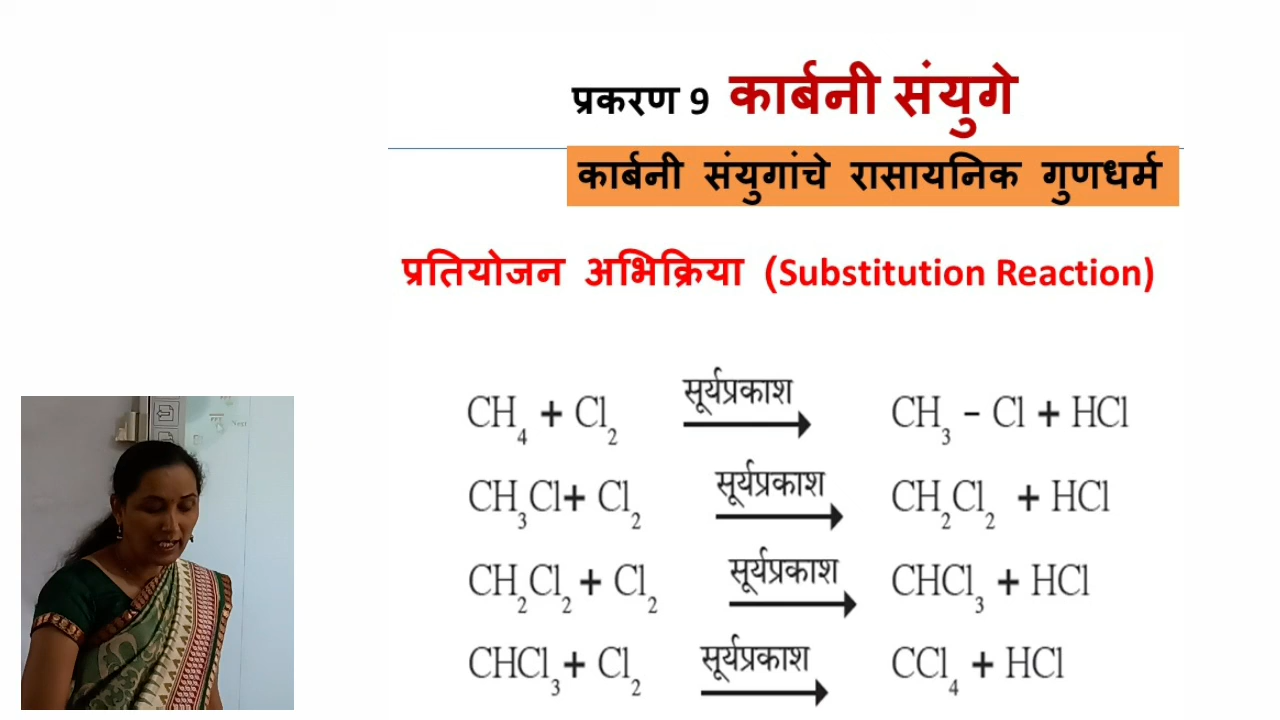 प्रकरण 9 कार्बनी संयुगे
कार्बनी संयुगांचे रासायनिक गुणधर्म
प्रतियोजन अभिक्रिया (Substitution Reaction)
CH₄ + Cl₂ सूर्यप्रकाश → CH₃ – Cl + HCl
CH₃Cl+ Cl₂ सूर्यप्रकाश → CH₂Cl₂ + HCl
CH₂Cl₂ + Cl₂ सूर्यप्रकाश → CHCl₃ + HCl
CHCl₃+ Cl₂ सूर्यप्रकाश → CCl₄ + HCl
Next